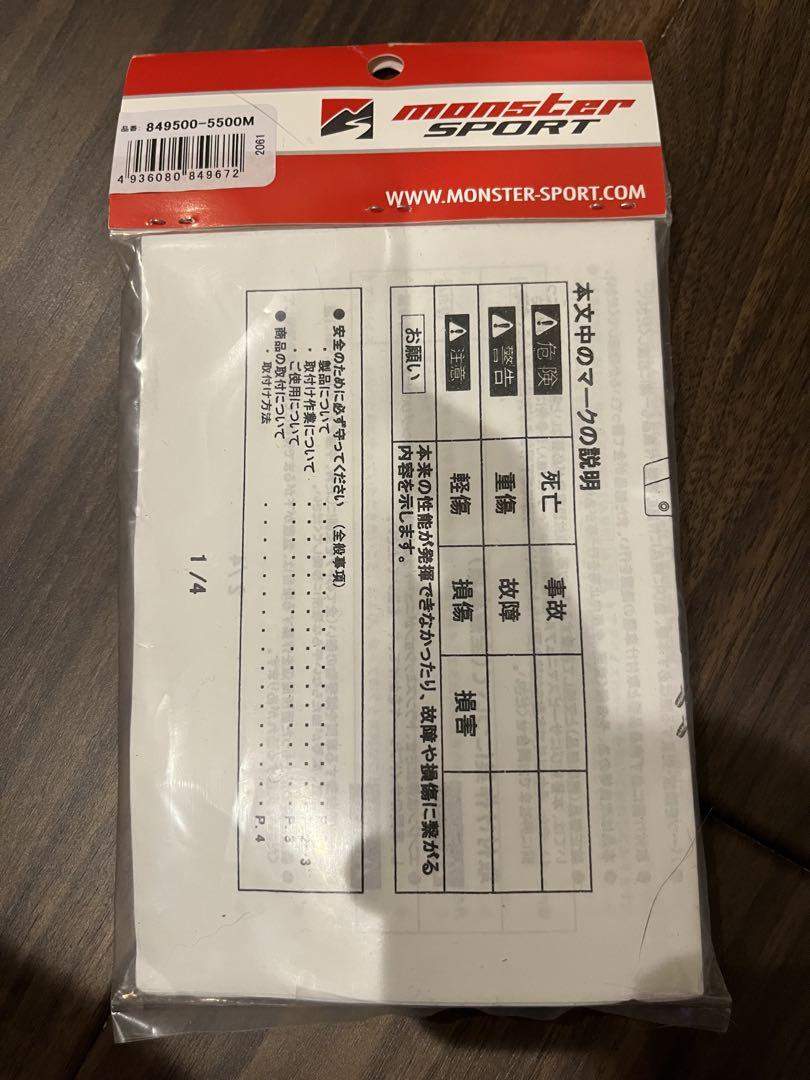 品番: 849500-5500M
4 936080 849672
2061
monster
SPORT
WWW.MONSTER-SPORT.COM
本文中のマークの説明
危険 死亡 事故
警告 重傷 故障
注意 軽傷 損傷 損害
お願い 本来の性能が発揮できなかったり、故障や損傷に繋がる
内容を示します。
● 安全のために必ず守ってください (全般事項)
・製品について
・取付け作業について
・ご使用について
● 商品の取付について
・取付け方法 P.4
1/4